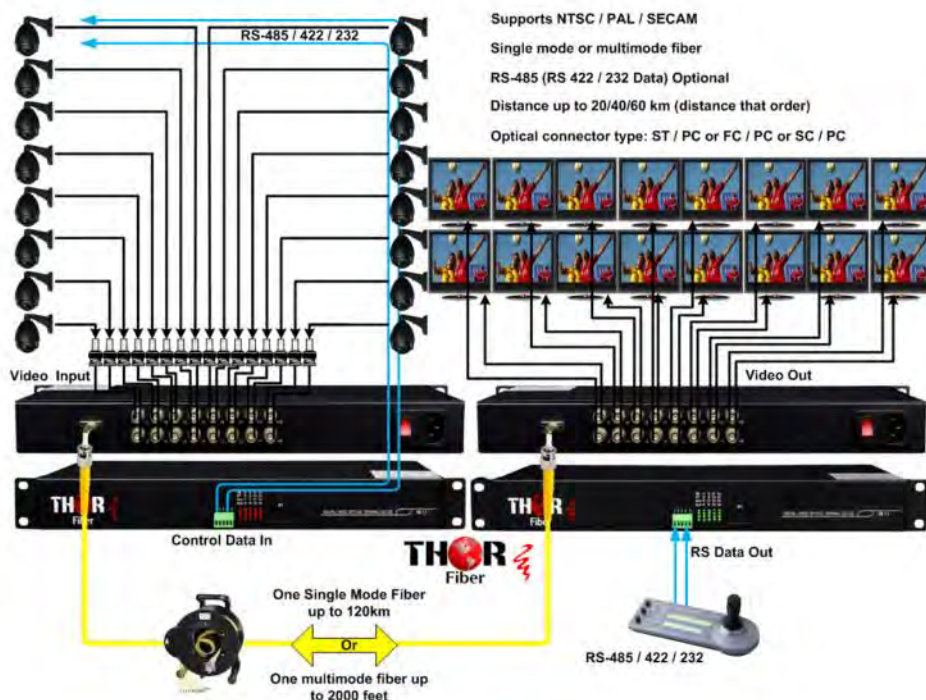 Supports NTSC / PAL / SECAM
RS-485 / 422 / 232
Single mode or multimode fiber
RS-485 (RS 422 / 232 Data) Optional
Distance up to 20/40/60 km (distance that order)
Optical connector type: ST / PC or FC / PC or SC / PC
Video Input
Video Out
THOR
Fiber
THOR
Fiber
Control Data In
RS Data Out
THOR
Fiber
One Single Mode Fiber
up to 120km
Or
One multimode fiber up
to 2000 feet
RS-485 / 422 / 232